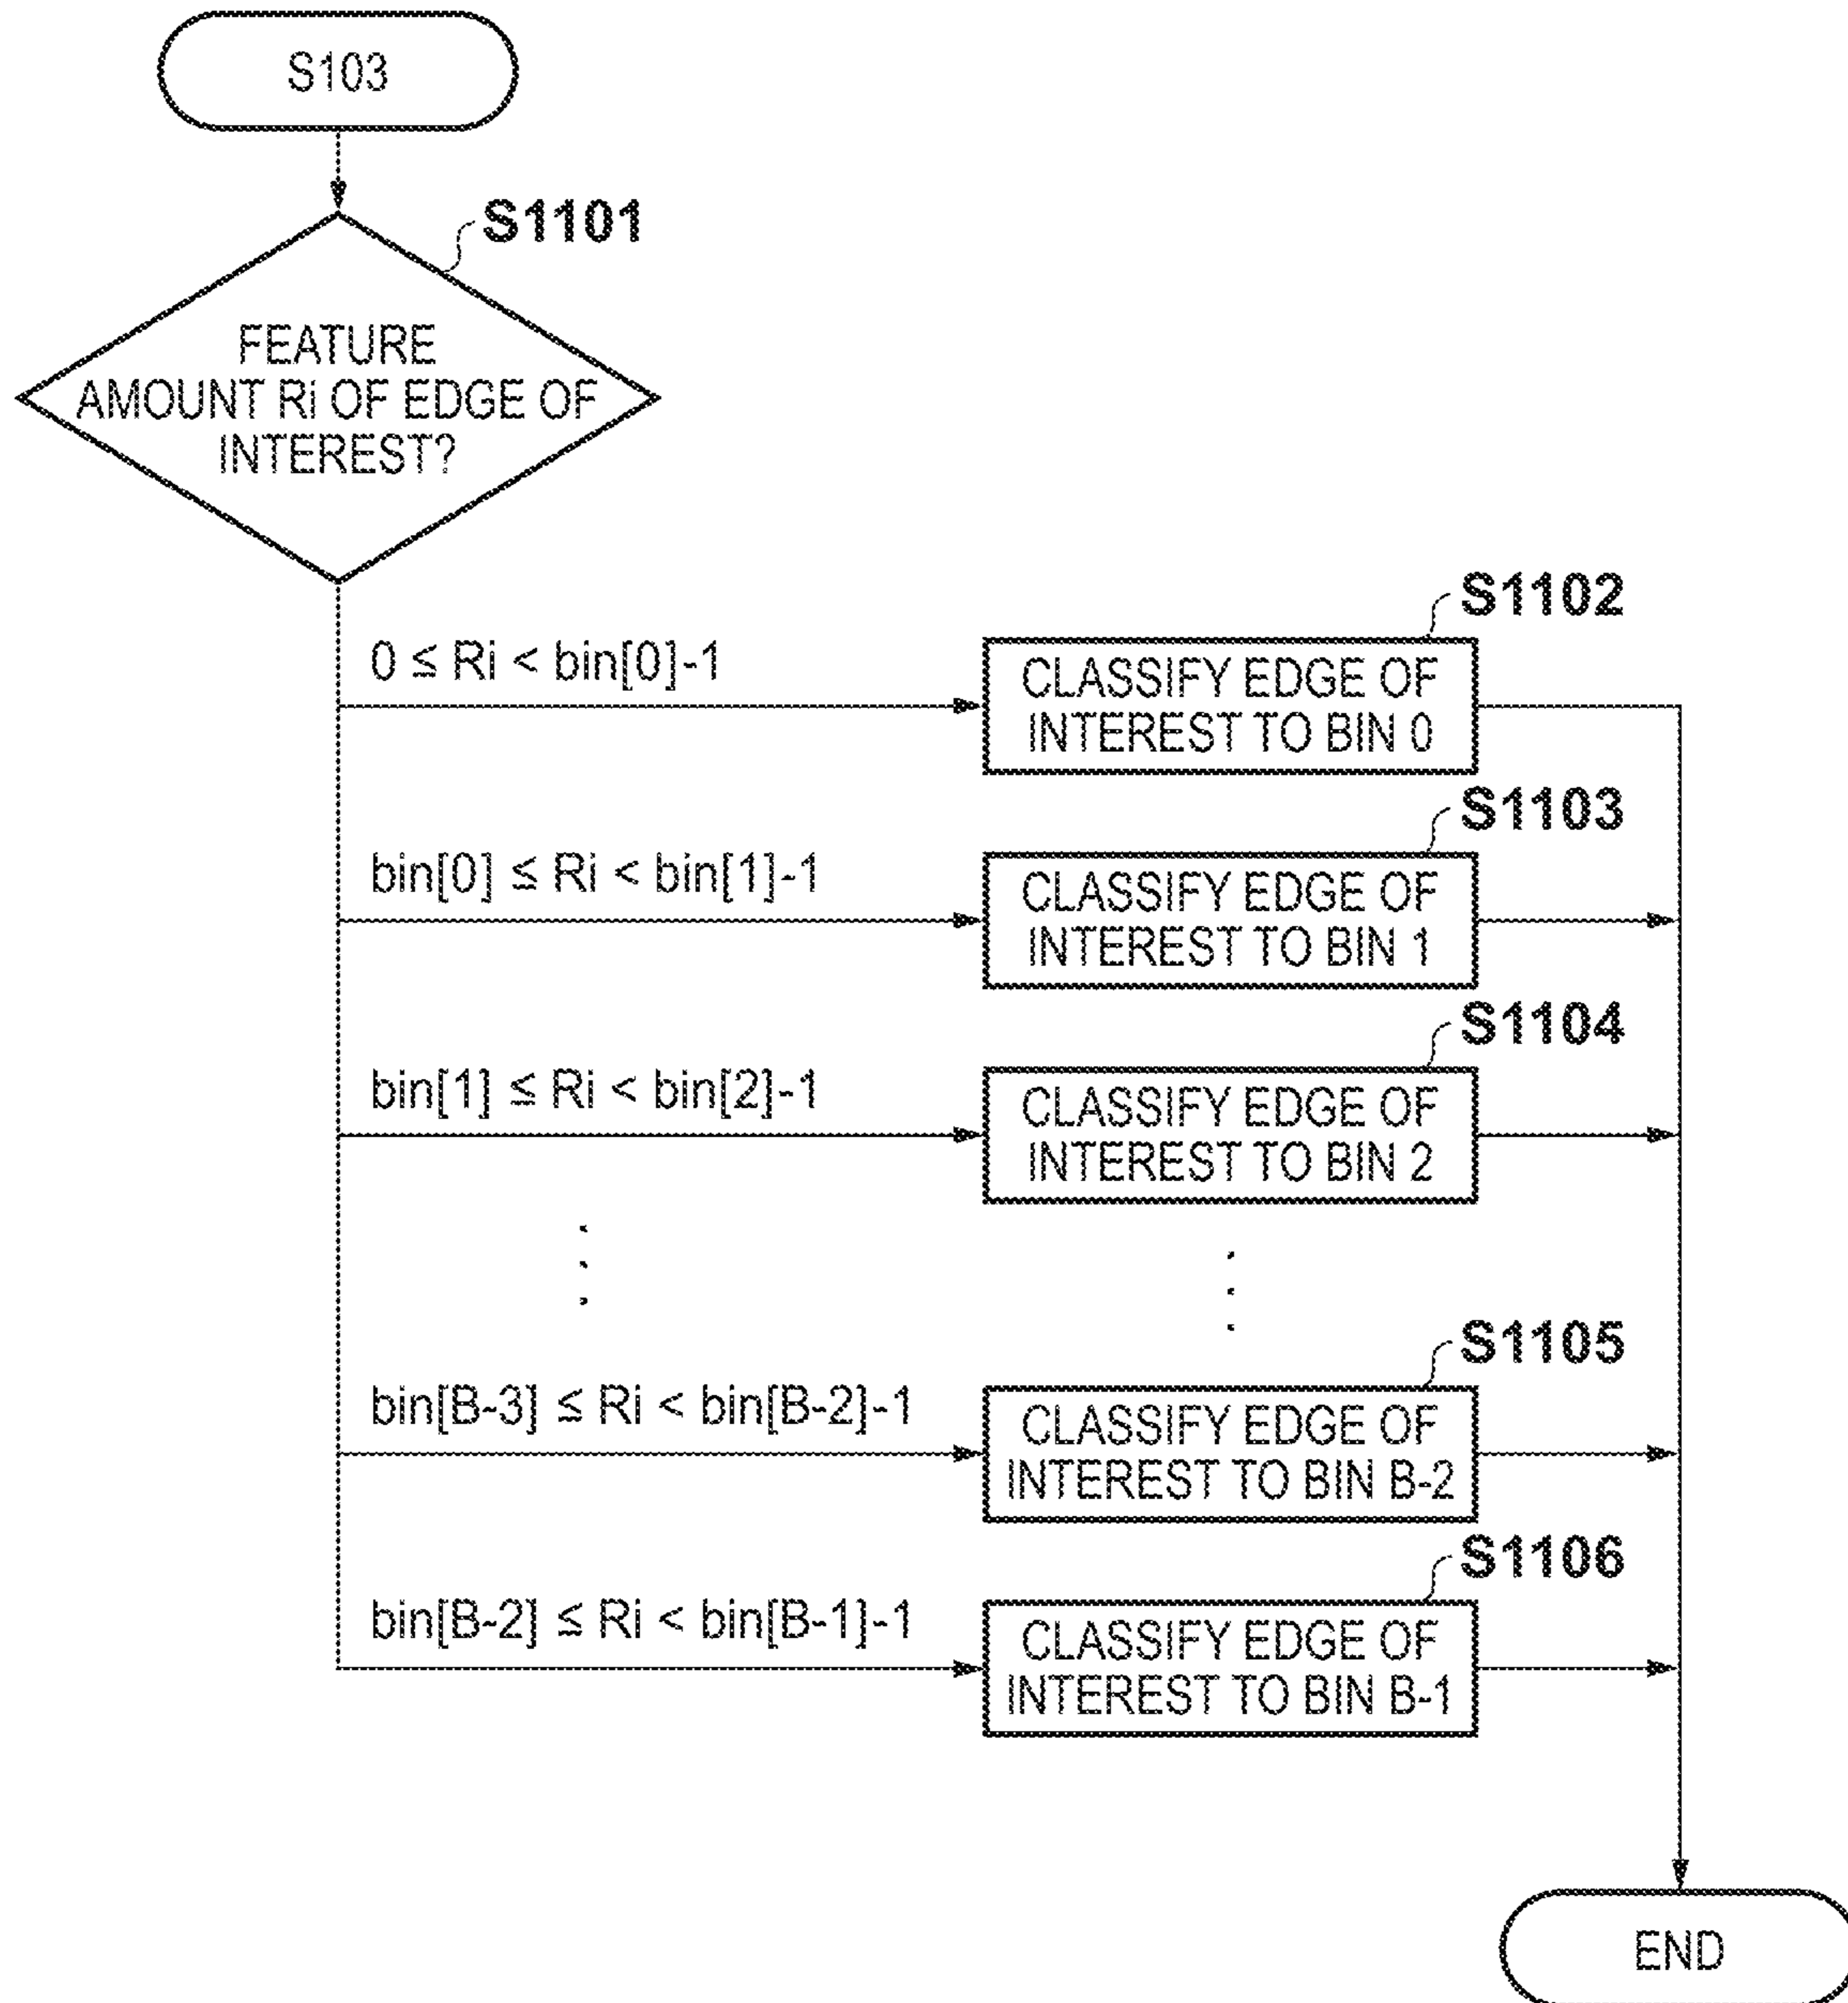 S103
S1101
FEATURE
AMOUNT Ri OF EDGE OF
INTEREST?
S1102
0 ≤ Ri < bin[0]-1
CLASSIFY EDGE OF
INTEREST TO BIN 0
S1103
bin[0] ≤ Ri < bin[1]-1
CLASSIFY EDGE OF
INTEREST TO BIN 1
S1104
bin[1] ≤ Ri < bin[2]-1
CLASSIFY EDGE OF
INTEREST TO BIN 2
S1105
bin[B-3] ≤ Ri < bin[B-2]-1
CLASSIFY EDGE OF
INTEREST TO BIN B-2
S1106
bin[B-2] ≤ Ri < bin[B-1]-1
CLASSIFY EDGE OF
INTEREST TO BIN B-1
END